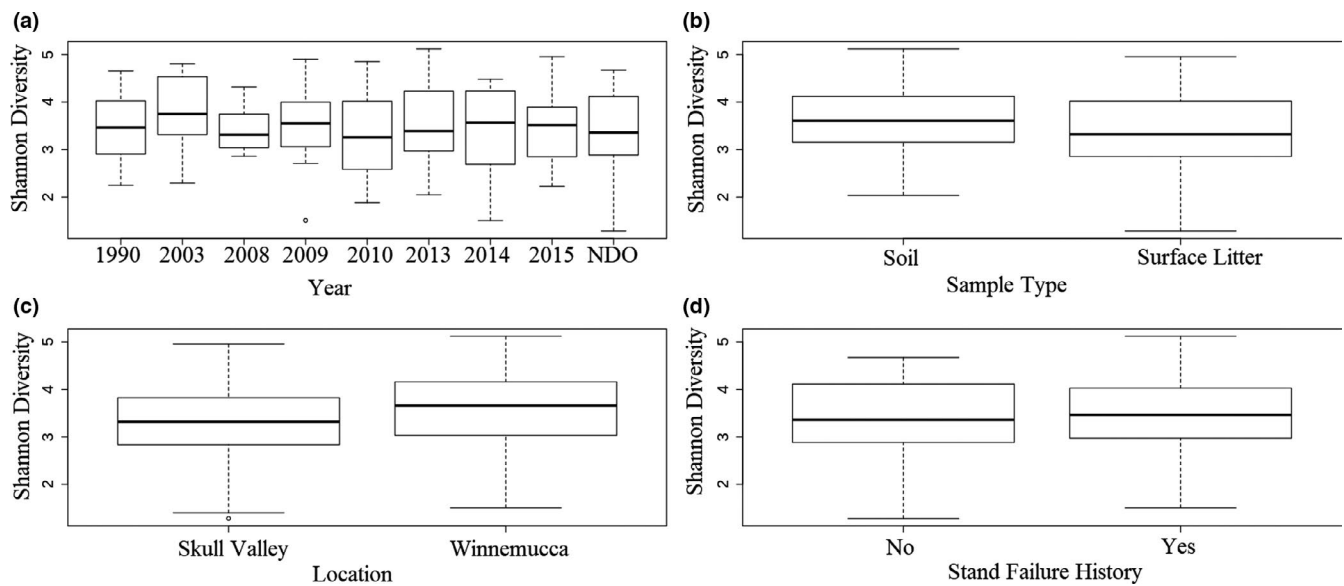 (a)
Shannon Diversity
5
4
3
2
1990 2003 2008 2009 2010 2013 2014 2015 NDO
Year
(b)
Shannon Diversity
5
4
3
2
Soil Surface Litter
Sample Type
(c)
Shannon Diversity
5
4
3
2
Skull Valley Winnemucca
Location
(d)
Shannon Diversity
5
4
3
2
No Yes
Stand Failure History